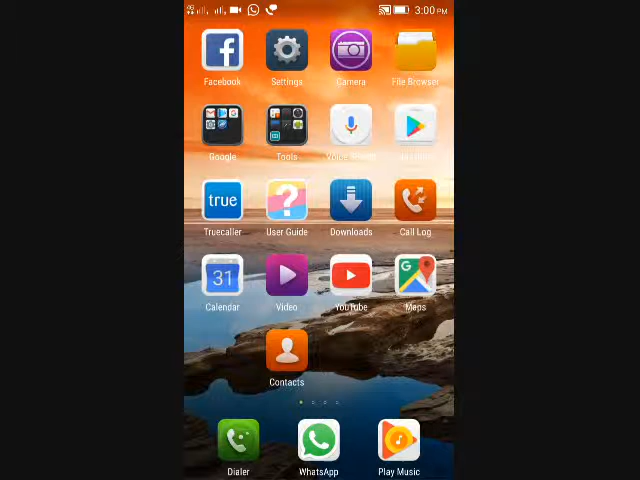 4G 3:00 PM
Facebook Settings Camera File Browser
Google Tools
true
Truecaller User Guide Downloads Call Log
31 G
Calendar Video YouTube Maps
Contacts
Dialer WhatsApp Play Music